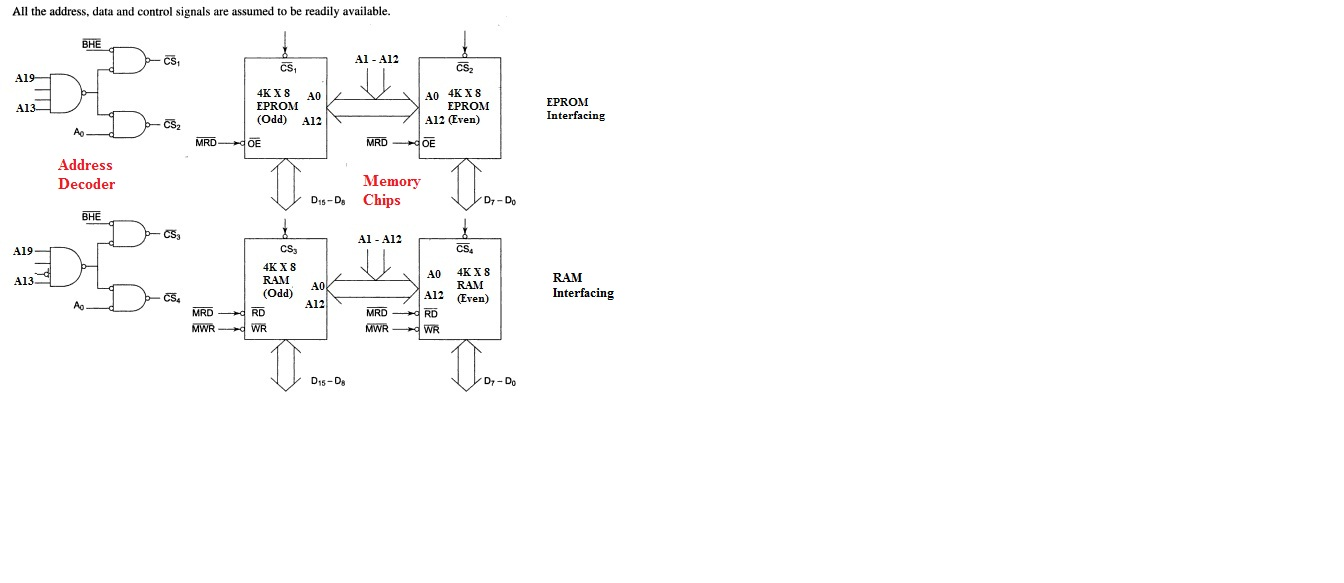 All the address, data and control signals are assumed to be readily available.
BHE
CS1
A19
A13
A0
CS2
Address
Decoder
CS1
4K X 8
EPROM
(Odd)
A0
A12
MRD
OE
D15 – D8
A1 - A12
Memory
Chips
CS2
A0
4K X 8
EPROM
A12 (Even)
MRD
OE
D7 – D0
EPROM
Interfacing
BHE
CS3
A19
A13
A0
CS4
CS3
4K X 8
RAM
(Odd)
A0
A12
MRD
RD
MWR
WR
D15 – D8
A1 - A12
CS4
A0
4K X 8
RAM
A12
(Even)
MRD
RD
MWR
WR
D7 – D0
RAM
Interfacing